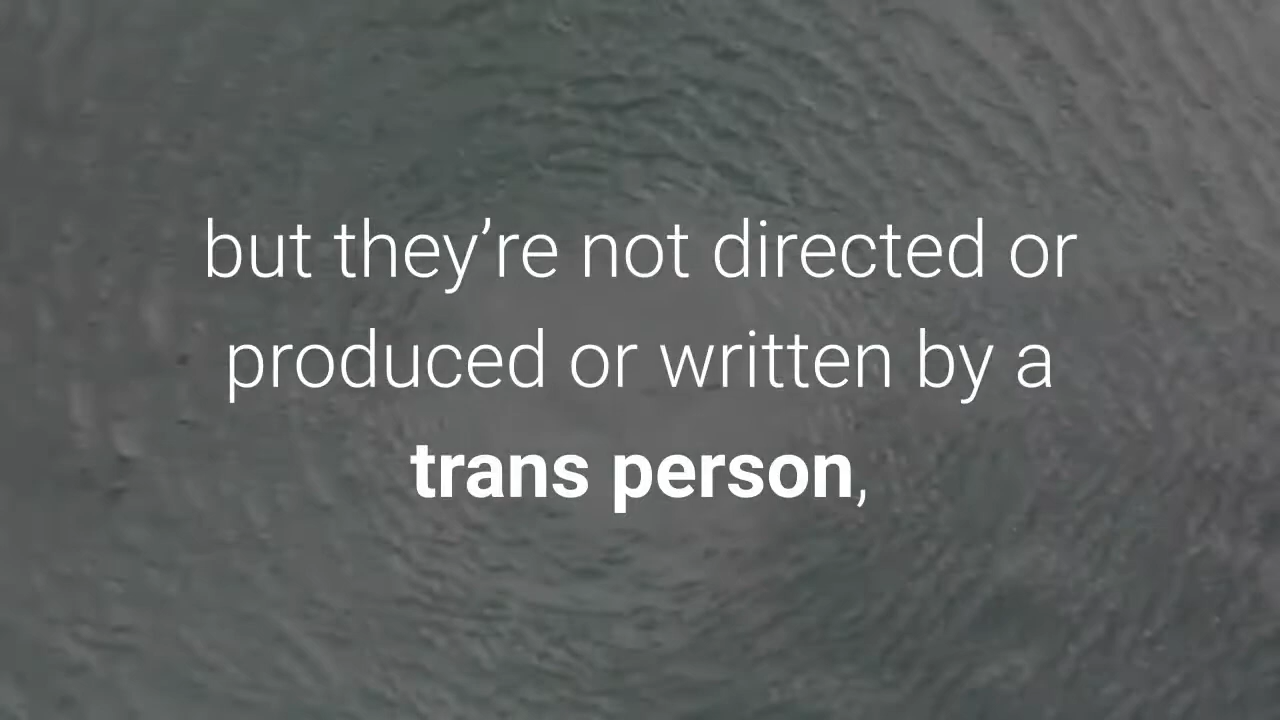 but they’re not directed or
produced or written by a
trans person,